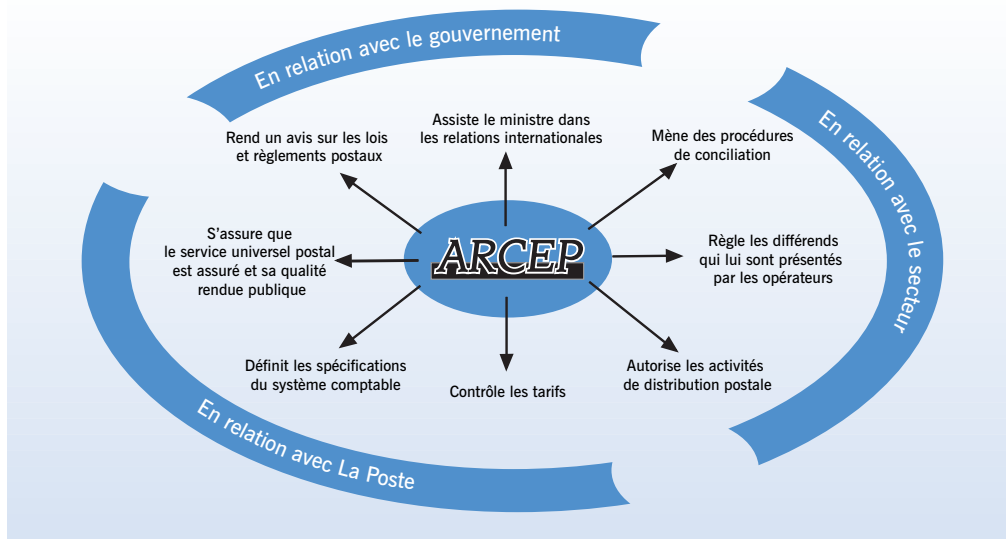 En relation avec le gouvernement
Rend un avis sur les lois
et règlements postaux
Assiste le ministre dans
les relations internationales
Mène des procédures
de conciliation
En relation avec le secteur
S'assure que
le service universel postal
est assuré et sa qualité
rendue publique
ARCEP
Règle les différends
qui lui sont présentés
par les opérateurs
Définit les spécifications
du système comptable
Contrôle les tarifs
Autorise les activités
de distribution postale
En relation avec La Poste